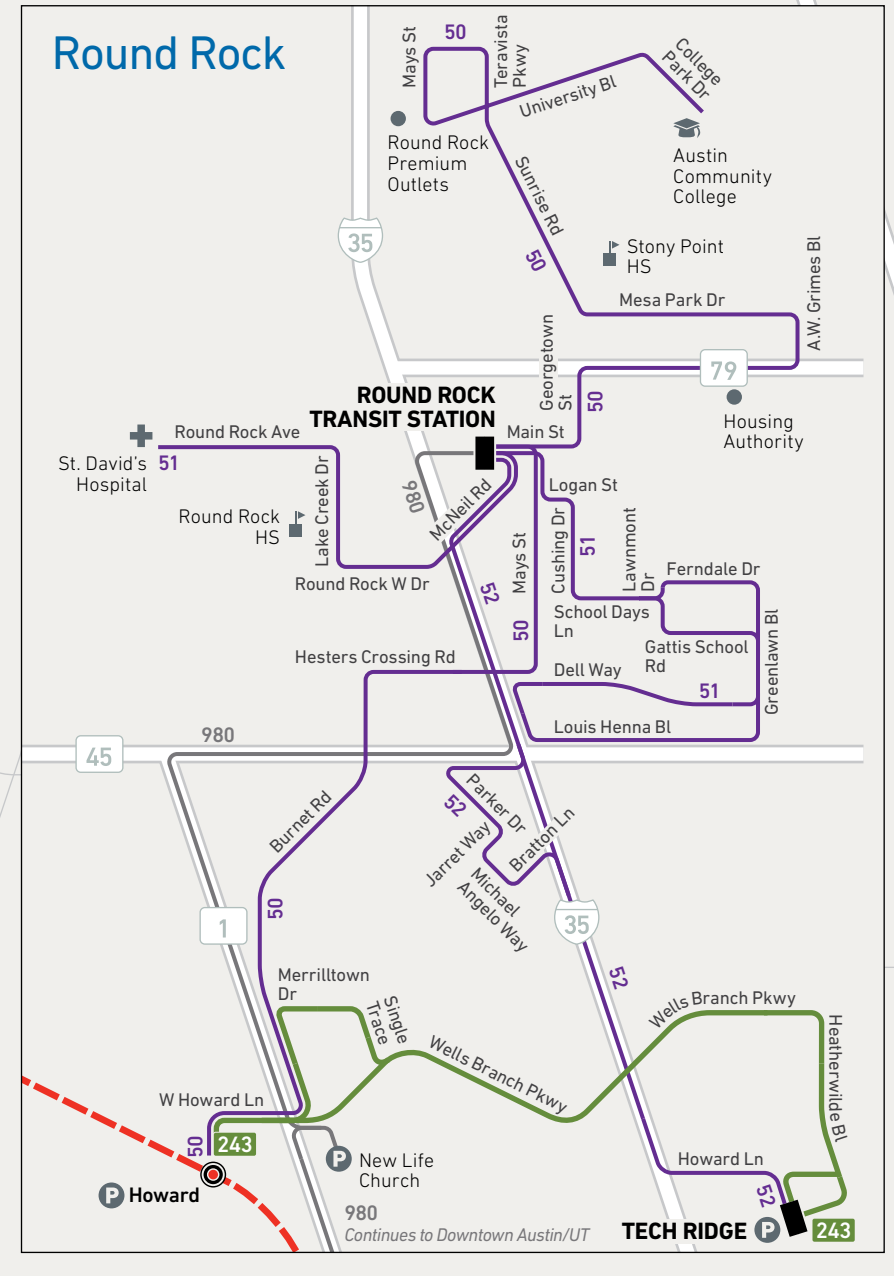 Round Rock
Mays St
50
Teravista
Pkwy
University Bl
College
Park Dr
Round Rock
Premium
Outlets
Austin
Community
College
Sunrise Rd
50
35
Stony Point
HS
Mesa Park Dr
A.W. Grimes Bl
Georgetown
St
50
79
Housing
Authority
ROUND ROCK
TRANSIT STATION
Main St
Round Rock Ave
51
St. David's
Hospital
Round Rock
HS
Lake Creek Dr
Round Rock W Dr
980
McNeil Rd
52
Mays St
50
Logan St
Cushing Dr
51
Lawnmont
Dr
Ferndale Dr
School Days
Ln
Gattis School
Rd
Greenlawn Bl
Hesters Crossing Rd
Dell Way
51
Louis Henna Bl
980
45
52
Parker Dr
Jarret Way
Bratton Ln
Michael
Angelo Way
Burnet Rd
50
1
35
52
Merrilltown
Dr
Single
Trace
Wells Branch Pkwy
Wells Branch Pkwy
Heatherwilde Bl
W Howard Ln
50
243
P Howard
P New Life
Church
Howard Ln
52
980
Continues to Downtown Austin/UT
TECH RIDGE P 243